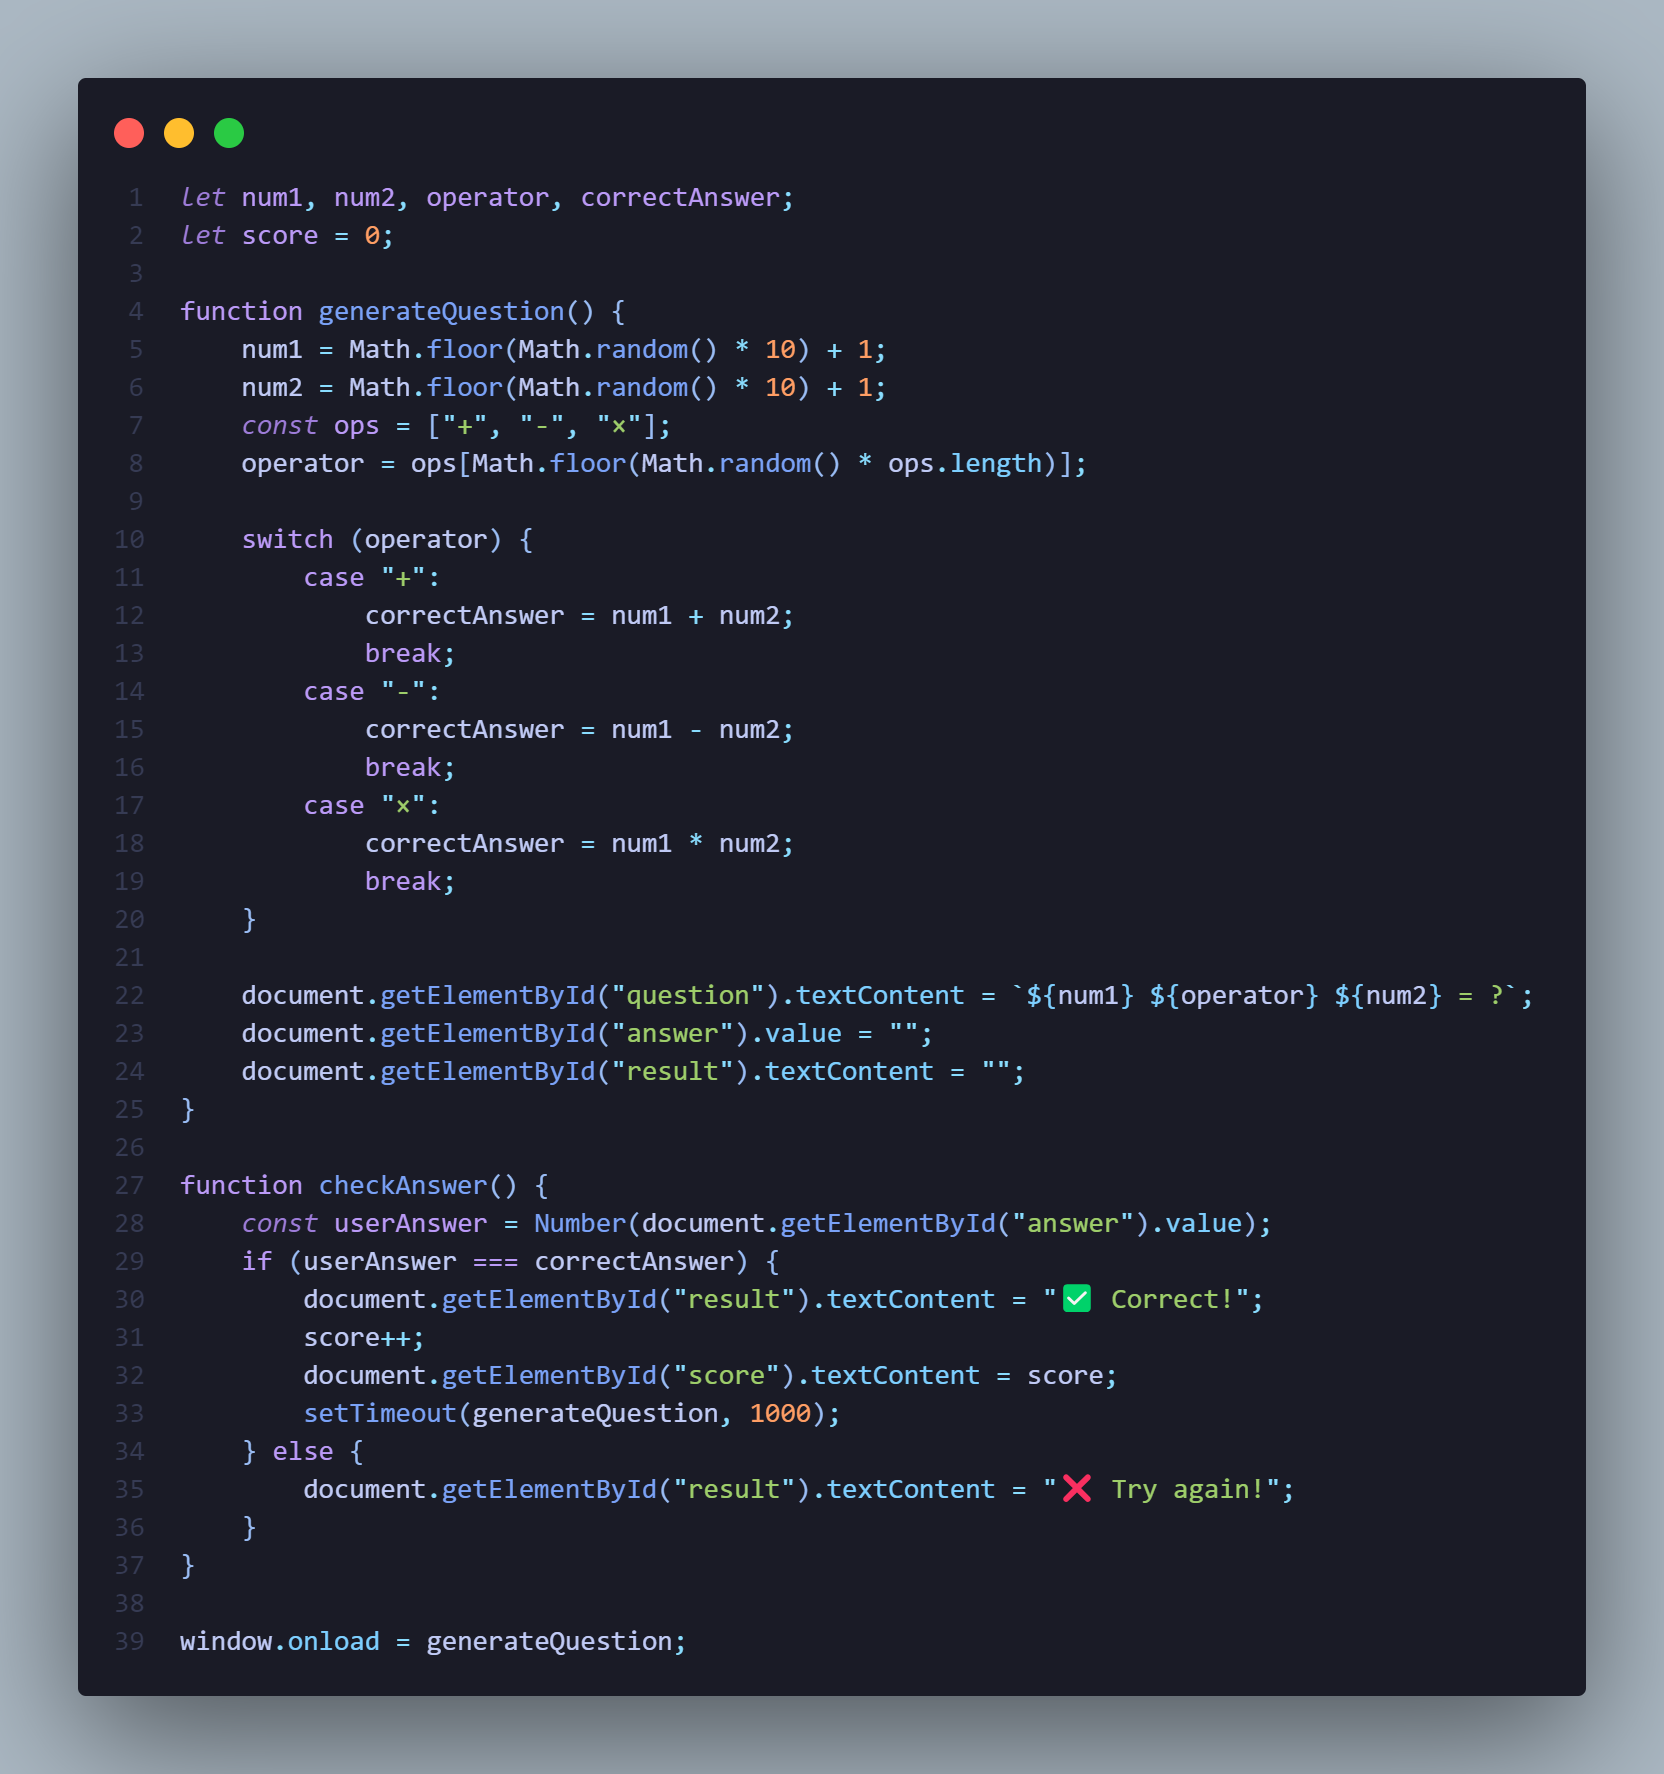 1 let num1, num2, operator, correctAnswer;
2 let score = 0;
3
4 function generateQuestion() {
5     num1 = Math.floor(Math.random() * 10) + 1;
6     num2 = Math.floor(Math.random() * 10) + 1;
7     const ops = ["+", "-", "×"];
8     operator = ops[Math.floor(Math.random() * ops.length)];
9
10     switch (operator) {
11         case "+":
12             correctAnswer = num1 + num2;
13             break;
14         case "-":
15             correctAnswer = num1 - num2;
16             break;
17         case "×":
18             correctAnswer = num1 * num2;
19             break;
20     }
21
22     document.getElementById("question").textContent = `${num1} ${operator} ${num2} = ?`;
23     document.getElementById("answer").value = "";
24     document.getElementById("result").textContent = "";
25 }
26
27 function checkAnswer() {
28     const userAnswer = Number(document.getElementById("answer").value);
29     if (userAnswer === correctAnswer) {
30         document.getElementById("result").textContent = "✅ Correct!";
31         score++;
32         document.getElementById("score").textContent = score;
33         setTimeout(generateQuestion, 1000);
34     } else {
35         document.getElementById("result").textContent = "❌ Try again!";
36     }
37 }
38
39 window.onload = generateQuestion;